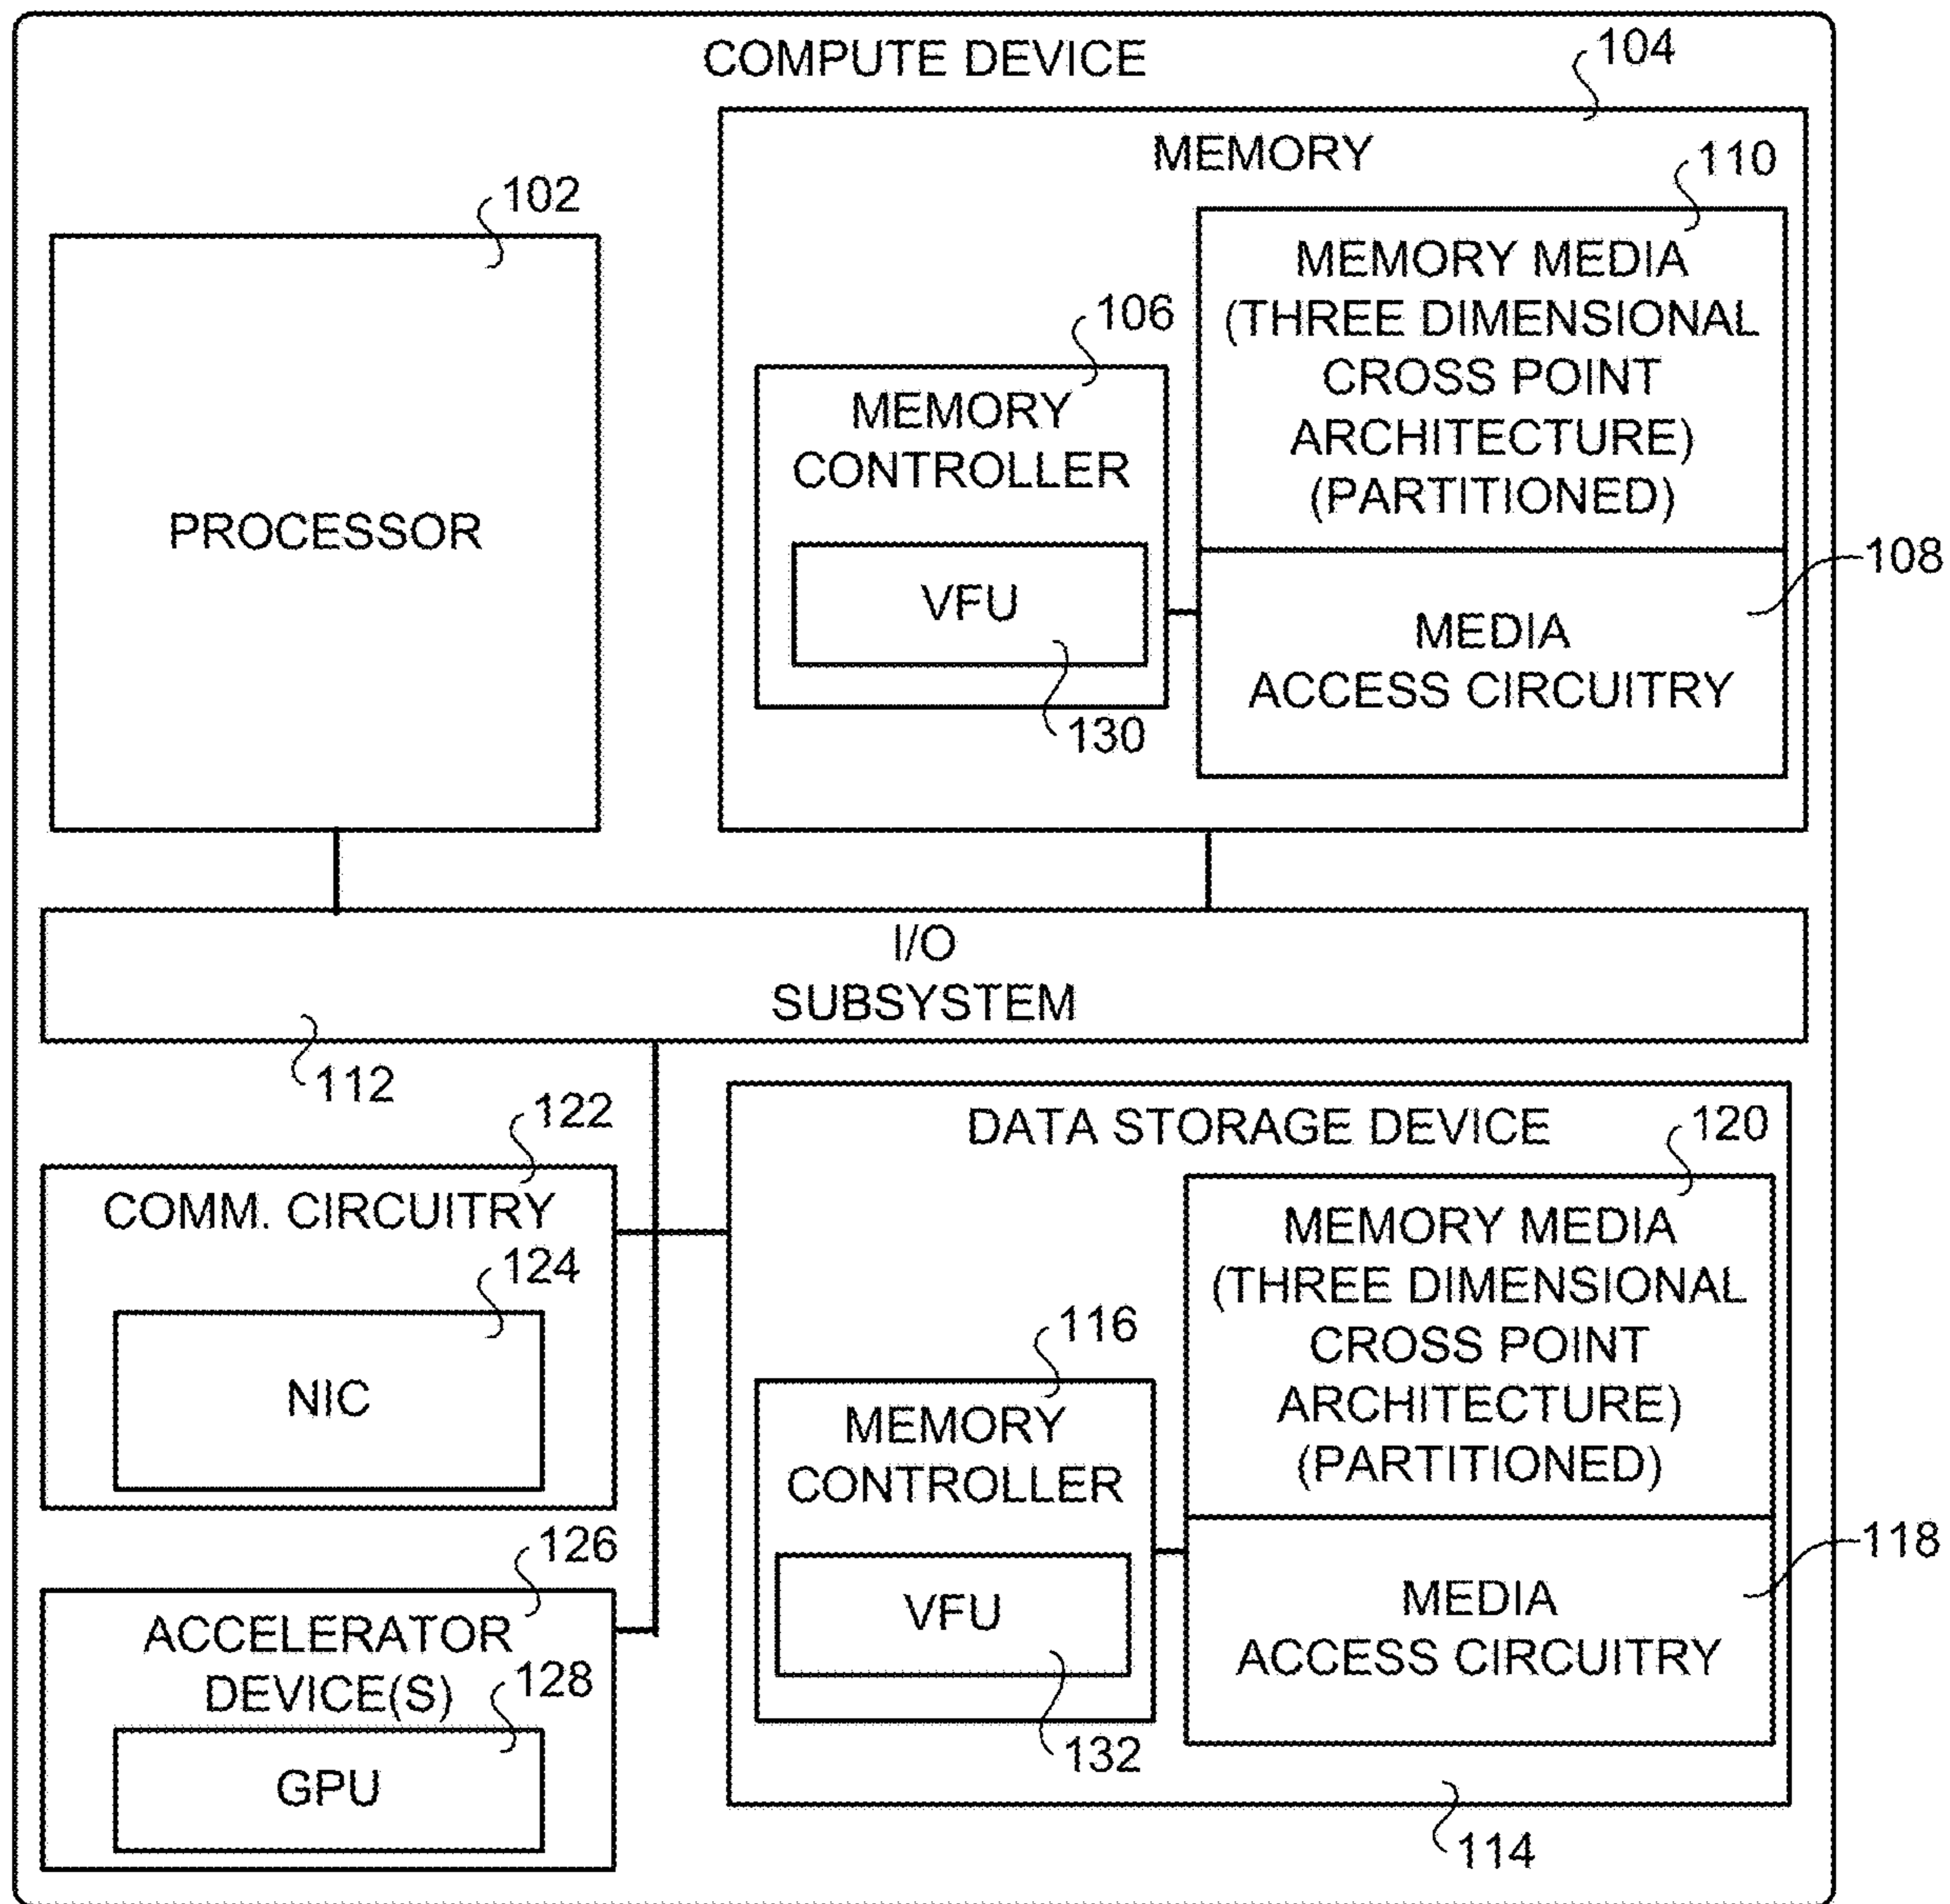 COMPUTE DEVICE
104
MEMORY
110
102
MEMORY MEDIA
(THREE DIMENSIONAL
CROSS POINT
ARCHITECTURE)
(PARTITIONED)
106
MEMORY
CONTROLLER
PROCESSOR
VFU
108
MEDIA
ACCESS CIRCUITRY
130
I/O
SUBSYSTEM
112
122
COMM. CIRCUITRY
124
NIC
DATA STORAGE DEVICE
120
MEMORY MEDIA
(THREE DIMENSIONAL
CROSS POINT
ARCHITECTURE)
(PARTITIONED)
116
MEMORY
CONTROLLER
VFU
118
MEDIA
ACCESS CIRCUITRY
132
114
126
ACCELERATOR
DEVICE(S)
128
GPU